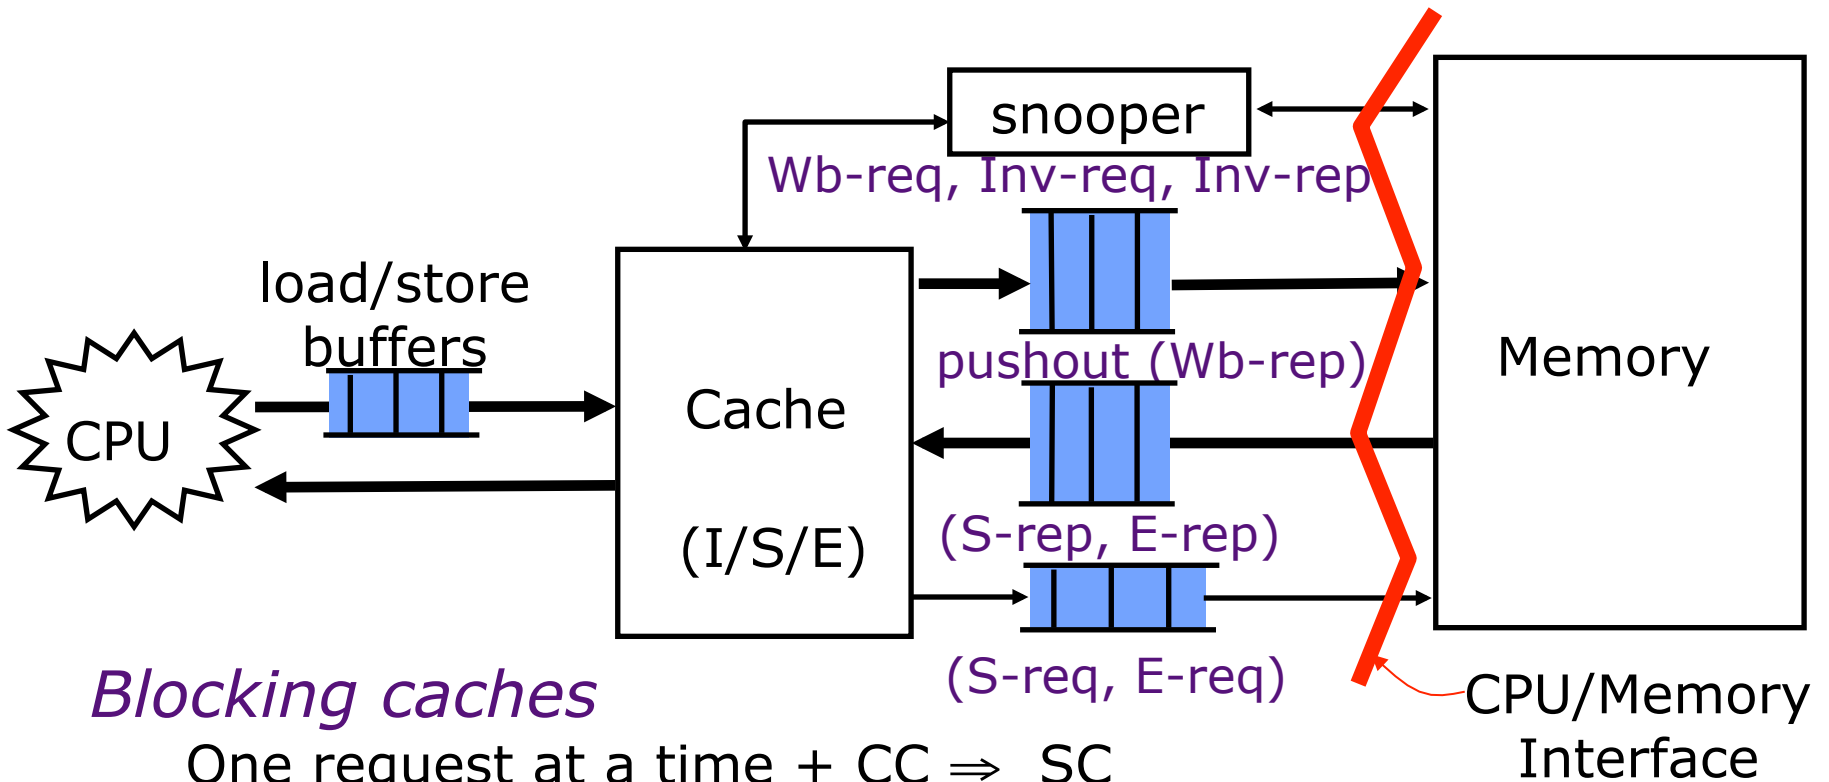 snooper
Wb-req, Inv-req, Inv-rep
load/store
buffers
pushout (Wb-rep)
Memory
CPU
Cache
(I/S/E)
(S-rep, E-rep)
(S-req, E-req)
Blocking caches
CPU/Memory
Interface
One request at a time + CC ⇒ SC